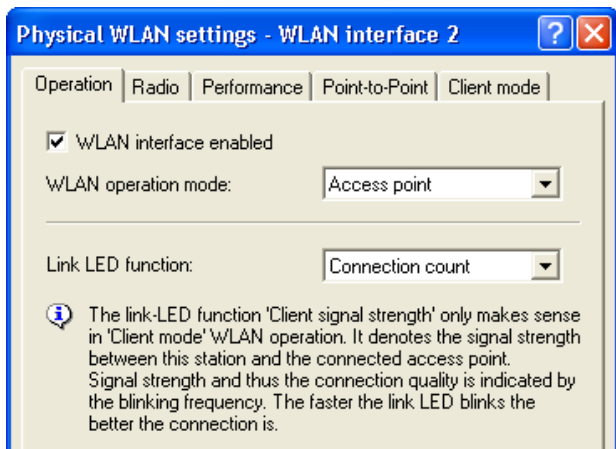 Physical WLAN settings - WLAN interface 2
Operation Radio Performance Point-to-Point Client mode
WLAN interface enabled
WLAN operation mode: Access point
Link LED function: Connection count
The link-LED function 'Client signal strength' only makes sense
in 'Client mode' WLAN operation. It denotes the signal strength
between this station and the connected access point.
Signal strength and thus the connection quality is indicated by
the blinking frequency. The faster the link LED blinks the
better the connection is.